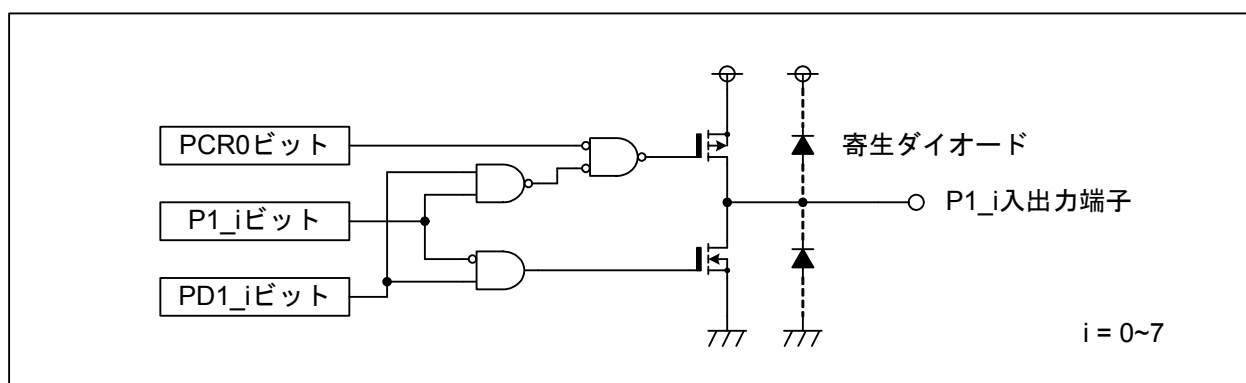 PCR0ビット
P1_iビット
PD1_iビット
寄生ダイオード
P1_i入出力端子
i = 0~7